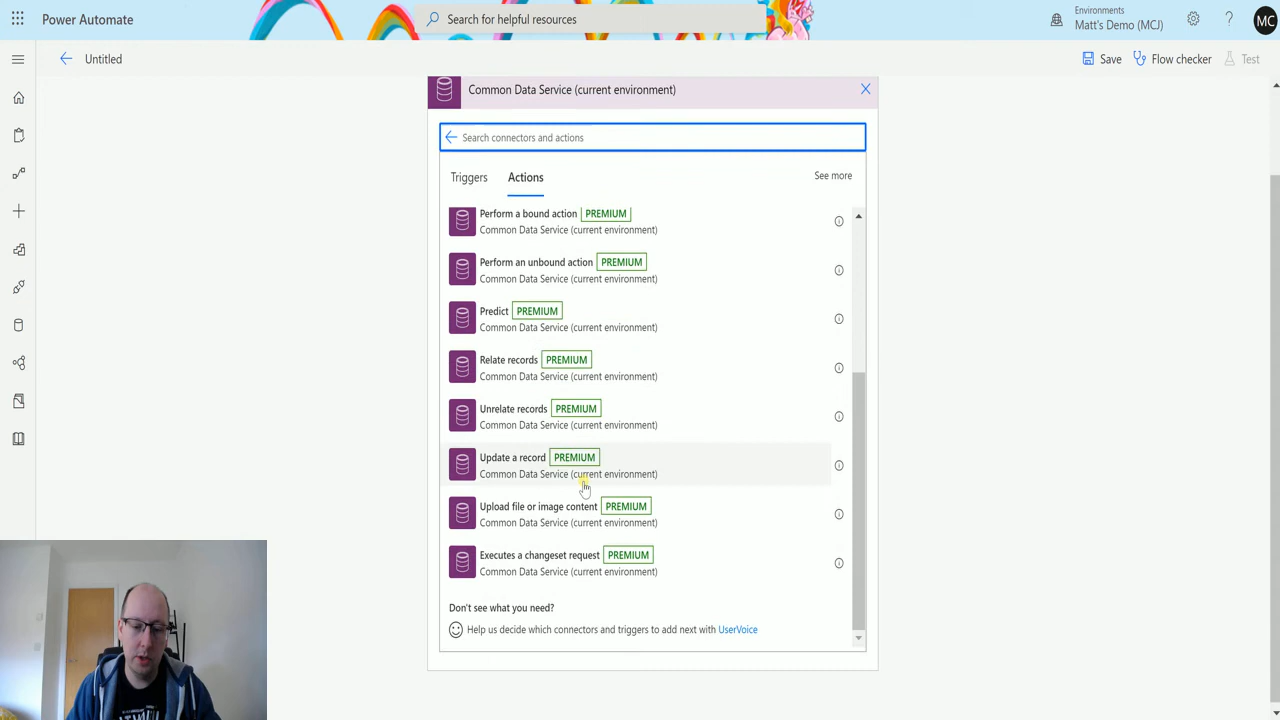 Power Automate
Search for helpful resources
Environments
Matt's Demo (MCJ)
MC
Untitled
Save
Flow checker
Test
Common Data Service (current environment)
Search connectors and actions
Triggers
Actions
See more
Perform a bound action PREMIUM
Common Data Service (current environment)
Perform an unbound action PREMIUM
Common Data Service (current environment)
Predict PREMIUM
Common Data Service (current environment)
Relate records PREMIUM
Common Data Service (current environment)
Unrelate records PREMIUM
Common Data Service (current environment)
Update a record PREMIUM
Common Data Service (current environment)
Upload file or image content PREMIUM
Common Data Service (current environment)
Executes a changeset request PREMIUM
Common Data Service (current environment)
Don't see what you need?
Help us decide which connectors and triggers to add next with UserVoice